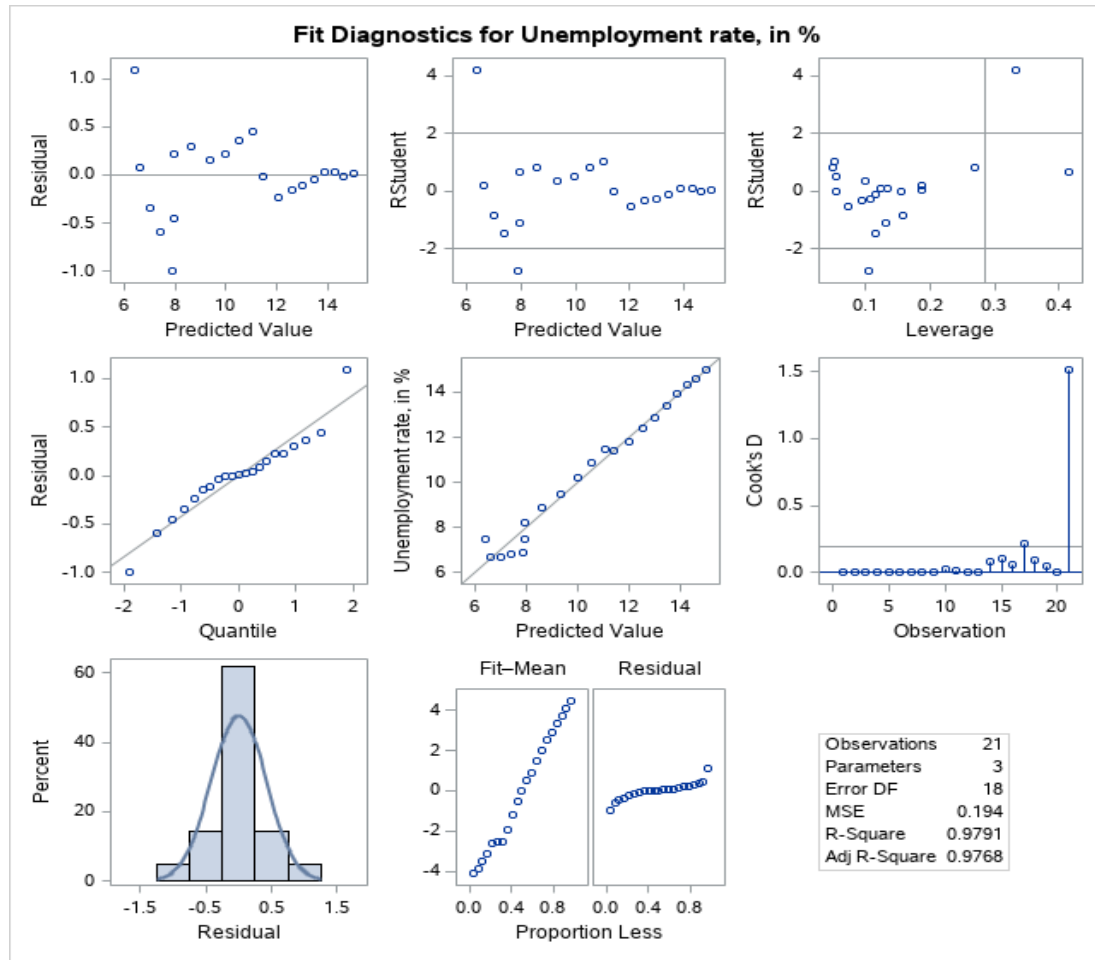 Fit Diagnostics for Unemployment rate, in %
Residual
1.0
0.5
0.0
-0.5
-1.0
6 8 10 12 14
Predicted Value
RStudent
4
2
0
-2
6 8 10 12 14
Predicted Value
RStudent
4
2
0
-2
0.1 0.2 0.3 0.4
Leverage
Residual
1.0
0.5
0.0
-0.5
-1.0
-2 -1 0 1 2
Quantile
Unemployment rate, in %
14
12
10
8
6
6 8 10 12 14
Predicted Value
Cook's D
1.5
1.0
0.5
0.0
0 5 10 15 20
Observation
Percent
60
40
20
0
-1.5 -0.5 0.5 1.5
Residual
Fit–Mean
Residual
4
2
0
-2
-4
0.0 0.4 0.8
0.0 0.4 0.8
Proportion Less
Observations 21
Parameters 3
Error DF 18
MSE 0.194
R-Square 0.9791
Adj R-Square 0.9768